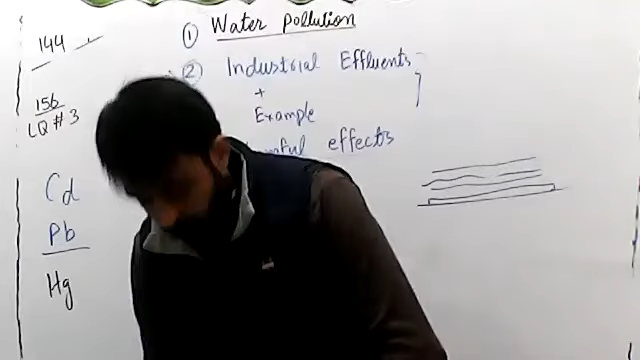 144
156
LQ # 3
Cd
Pb
Hg
① Water pollution
② Industrial Effluents
+
Example
effects